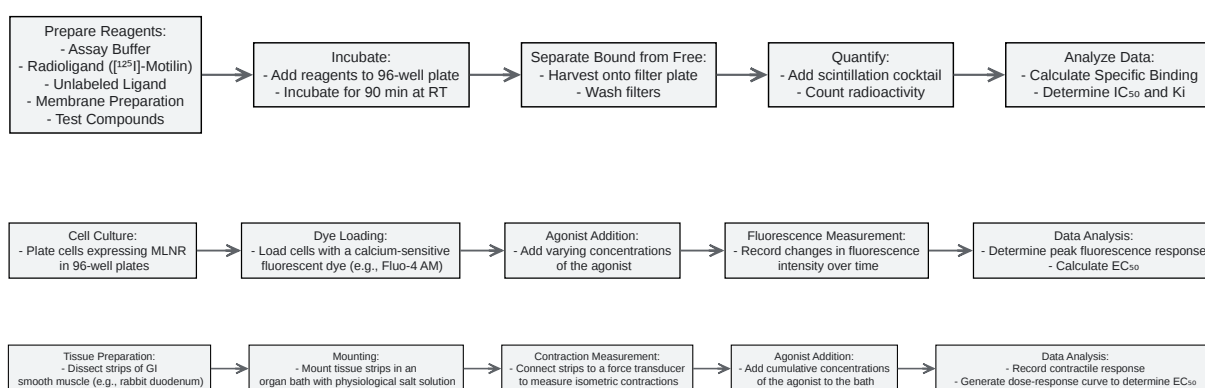 Prepare Reagents:
- Assay Buffer
- Radioligand ([¹²⁵I]-Motilin)
- Unlabeled Ligand
- Membrane Preparation
- Test Compounds
Incubate:
- Add reagents to 96-well plate
- Incubate for 90 min at RT
Separate Bound from Free:
- Harvest onto filter plate
- Wash filters
Quantify:
- Add scintillation cocktail
- Count radioactivity
Analyze Data:
- Calculate Specific Binding
- Determine IC₅₀ and Ki
Cell Culture:
- Plate cells expressing MLNR
in 96-well plates
Dye Loading:
- Load cells with a calcium-sensitive
fluorescent dye (e.g., Fluo-4 AM)
Agonist Addition:
- Add varying concentrations
of the agonist
Fluorescence Measurement:
- Record changes in fluorescence
intensity over time
Data Analysis:
- Determine peak fluorescence response
- Calculate EC₅₀
Tissue Preparation:
- Dissect strips of GI
smooth muscle (e.g., rabbit duodenum)
Mounting:
- Mount tissue strips in an
organ bath with physiological salt solution
Contraction Measurement:
- Connect strips to a force transducer
to measure isometric contractions
Agonist Addition:
- Add cumulative concentrations
of the agonist to the bath
Data Analysis:
- Record contractile response
- Generate dose-response curve to determine EC₅₀